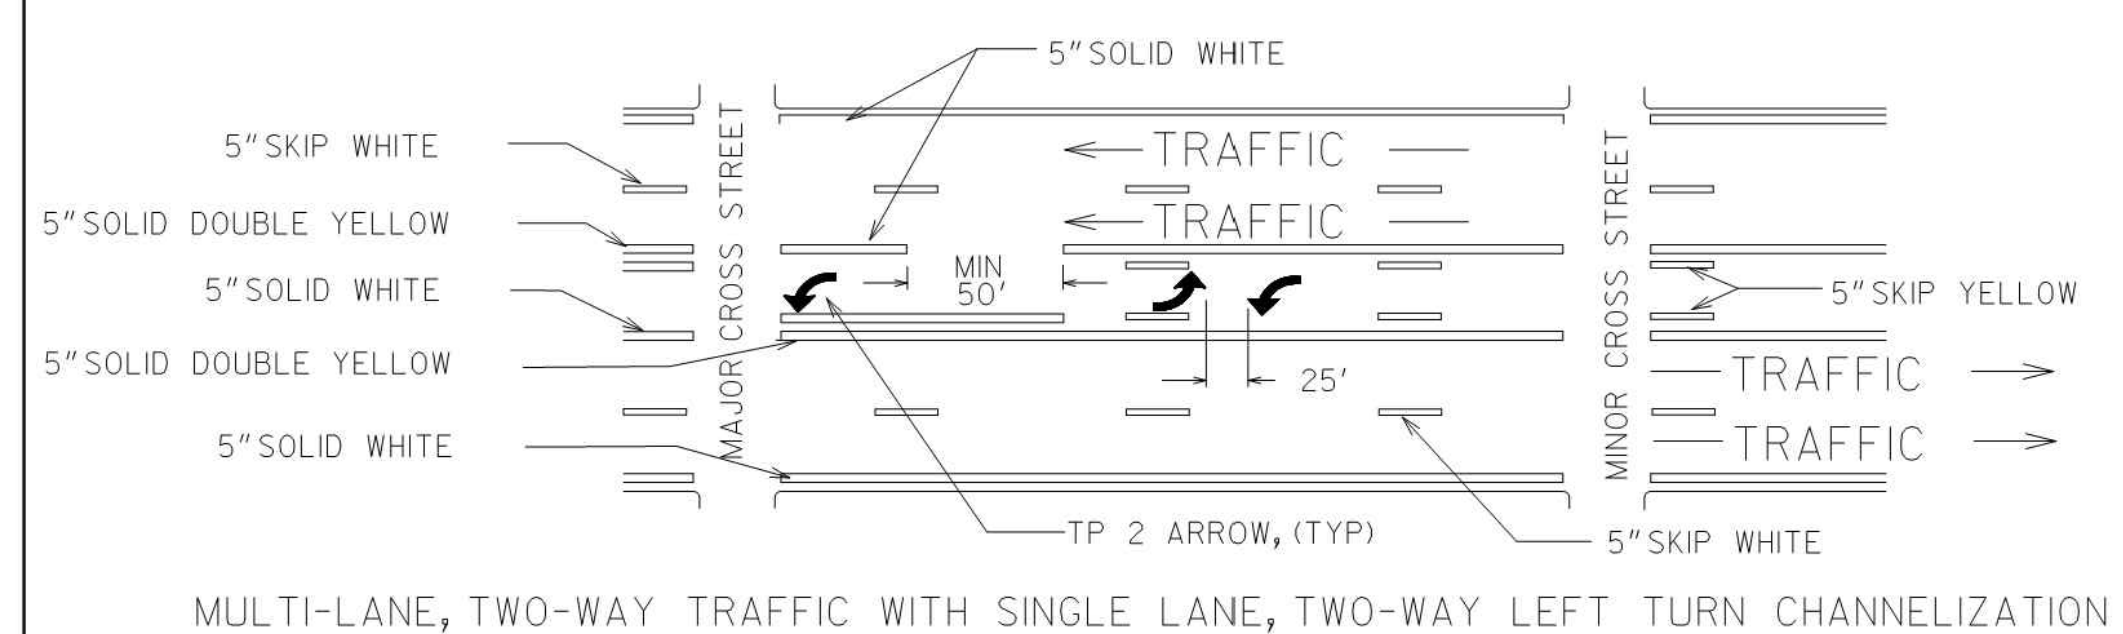 5"SOLID WHITE
5"SKIP WHITE
TRAFFIC
5"SOLID DOUBLE YELLOW
TRAFFIC
MAJOR CROSS STREET
MINOR CROSS STREET
MIN
50'
5"SOLID WHITE
5"SKIP YELLOW
5"SOLID DOUBLE YELLOW
25'
TRAFFIC
5"SOLID WHITE
TRAFFIC
TP 2 ARROW, (TYP)
5"SKIP WHITE
MULTI-LANE, TWO-WAY TRAFFIC WITH SINGLE LANE, TWO-WAY LEFT TURN CHANNELIZATION